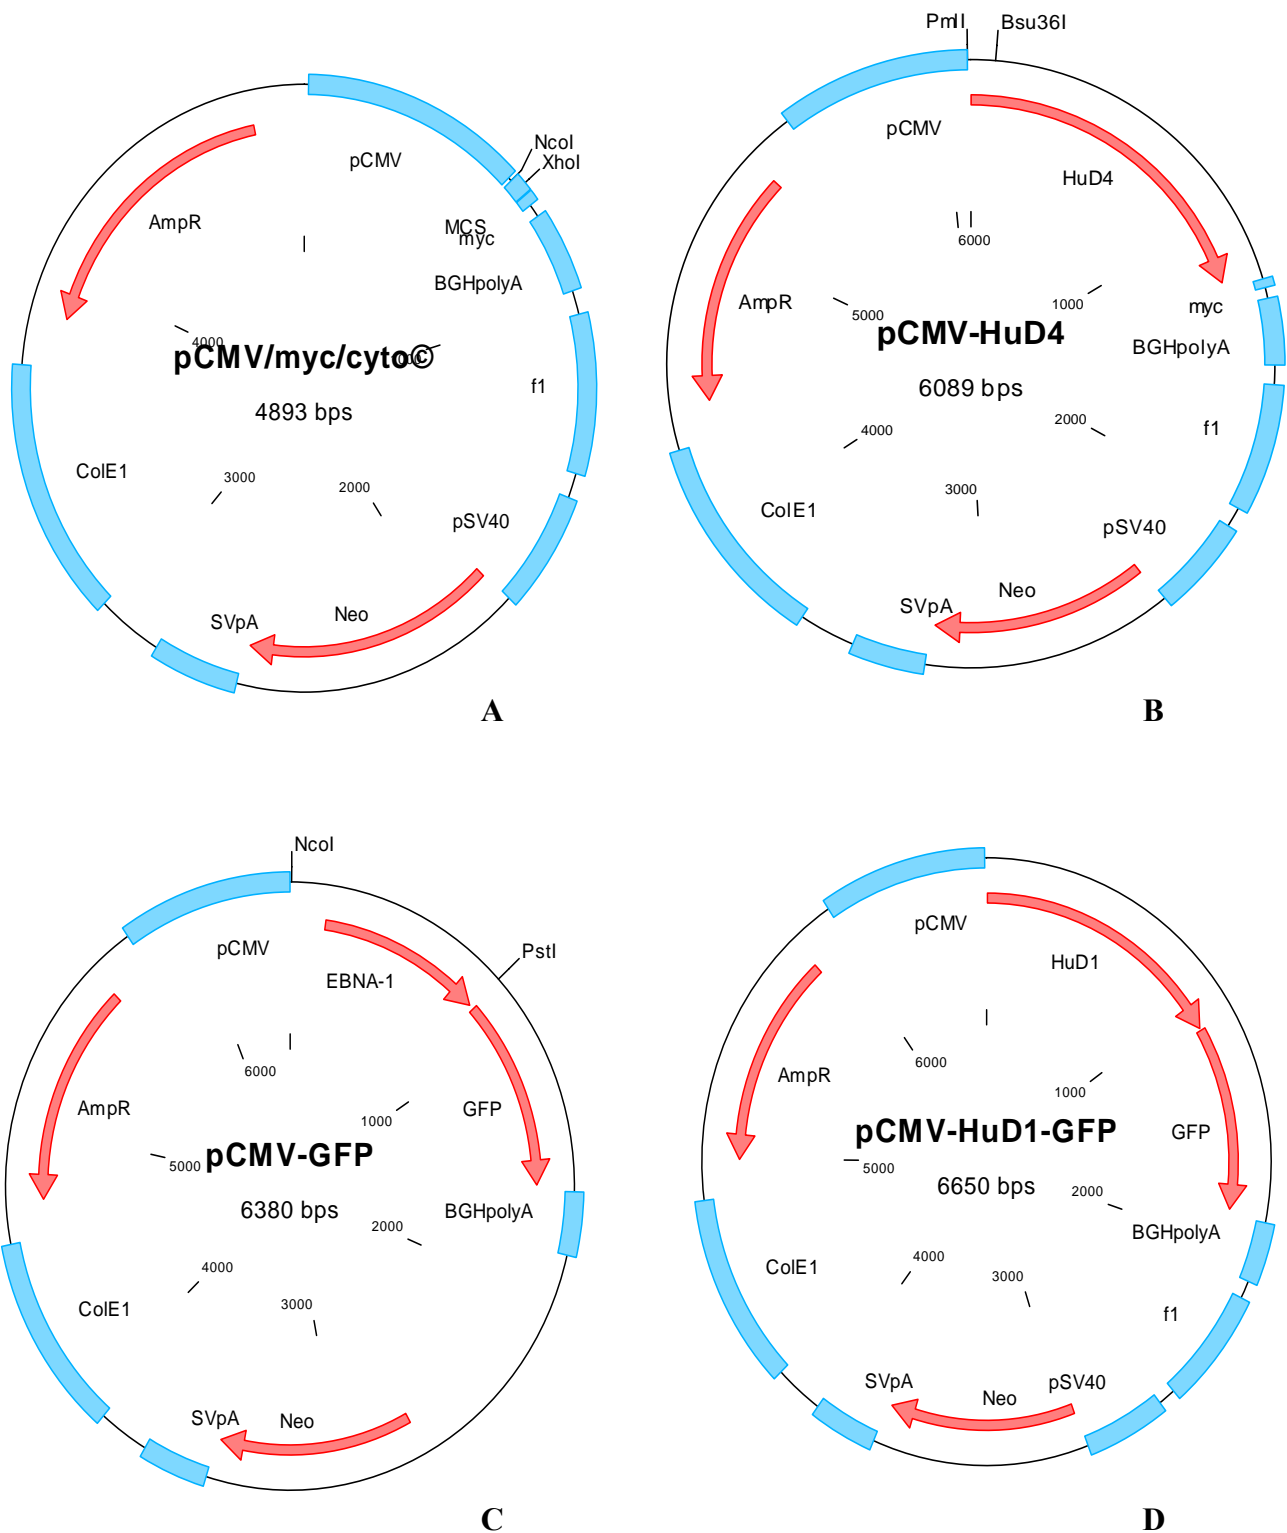 PmlI
Bsu36I
NcoI
XhoI
pCMV
pCMV
HuD4
AmpR
MCS
myc
6000
BGHpolyA
1000
myc
AmpR
5000
4000
pCMV/myc/cyto©
pCMV-HuD4
BGHpolyA
4893 bps
f1
6089 bps
4000
2000
f1
ColE1
3000
2000
3000
ColE1
pSV40
pSV40
SVpA
Neo
SVpA
Neo
A
B
NcoI
pCMV
PstI
pCMV
EBNA-1
HuD1
6000
6000
AmpR
1000
GFP
AmpR
1000
pCMV-GFP
5000
pCMV-HuD1-GFP
GFP
5000
6380 bps
BGHpolyA
6650 bps
2000
2000
BGHpolyA
4000
ColE1
3000
ColE1
4000
3000
f1
SVpA
Neo
SVpA
Neo
pSV40
C
D